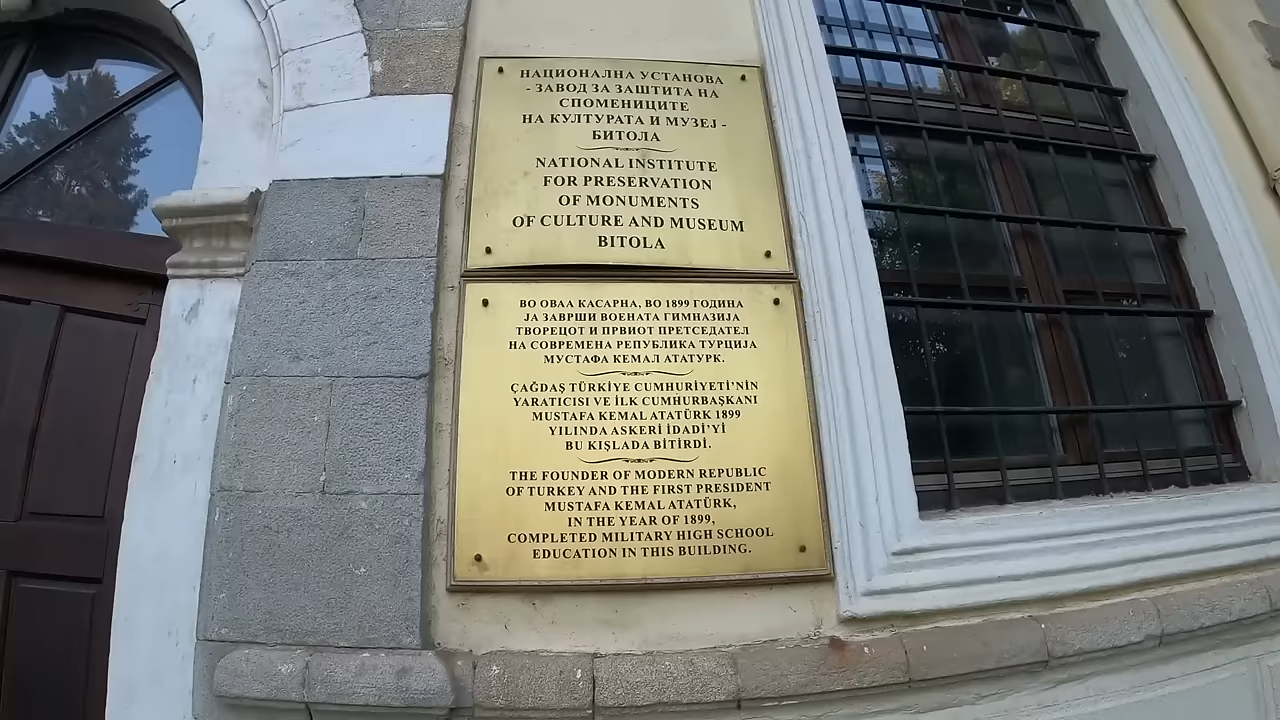 НАЦИОНАЛНА УСТАНОВА
- ЗАВОД ЗА ЗАШТИТА НА
СПОМЕНИЦИТЕ
НА КУЛТУРАТА И МУЗЕЈ -
БИТОЛА
NATIONAL INSTITUTE
FOR PRESERVATION
OF MONUMENTS
OF CULTURE AND MUSEUM
BITOLA
ВО ОВАА КАСАРНА, ВО 1899 ГОДИНА
ЈА ЗАВРШИ ВОЕНАТА ГИМНАЗИЈА
ТВОРЕЦОТ И ПРВИОТ ПРЕТСЕДАТЕЛ
НА СОВРЕМЕНА РЕПУБЛИКА ТУРЦИЈА
МУСТАФА КЕМАЛ АТАТУРК.
ÇAĞDAŞ TÜRKİYE CUMHURİYETİ'NİN
YARATICISI VE İLK CUMHURBAŞKANI
MUSTAFA KEMAL ATATÜRK 1899
YILINDA ASKERİ İDADİ'Yİ
BU KIŞLADA BİTİRDİ.
THE FOUNDER OF MODERN REPUBLIC
OF TURKEY AND THE FIRST PRESIDENT
MUSTAFA KEMAL ATATÜRK,
IN THE YEAR OF 1899,
COMPLETED MILITARY HIGH SCHOOL
EDUCATION IN THIS BUILDING.